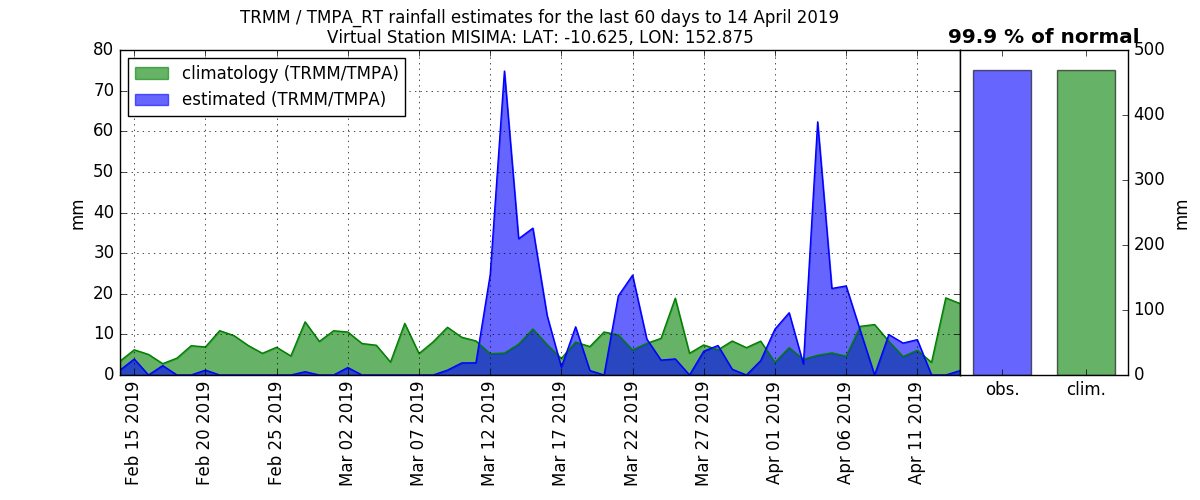 TRMM / TMPA_RT rainfall estimates for the last 60 days to 14 April 2019
Virtual Station MISIMA: LAT: -10.625, LON: 152.875
99.9 % of normal
climatology (TRMM/TMPA)
estimated (TRMM/TMPA)
80
70
60
50
40
30
20
10
0
mm
500
400
300
200
100
0
mm
Feb 15 2019
Feb 20 2019
Feb 25 2019
Mar 02 2019
Mar 07 2019
Mar 12 2019
Mar 17 2019
Mar 22 2019
Mar 27 2019
Apr 01 2019
Apr 06 2019
Apr 11 2019
obs.
clim.